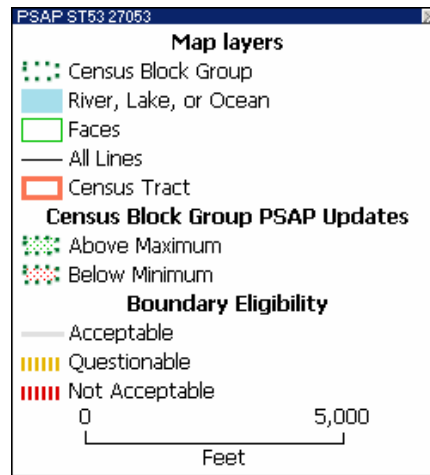 PSAP ST53 27053
Map layers
Census Block Group
River, Lake, or Ocean
Faces
All Lines
Census Tract
Census Block Group PSAP Updates
Above Maximum
Below Minimum
Boundary Eligibility
Acceptable
Questionable
Not Acceptable
0 5,000
Feet